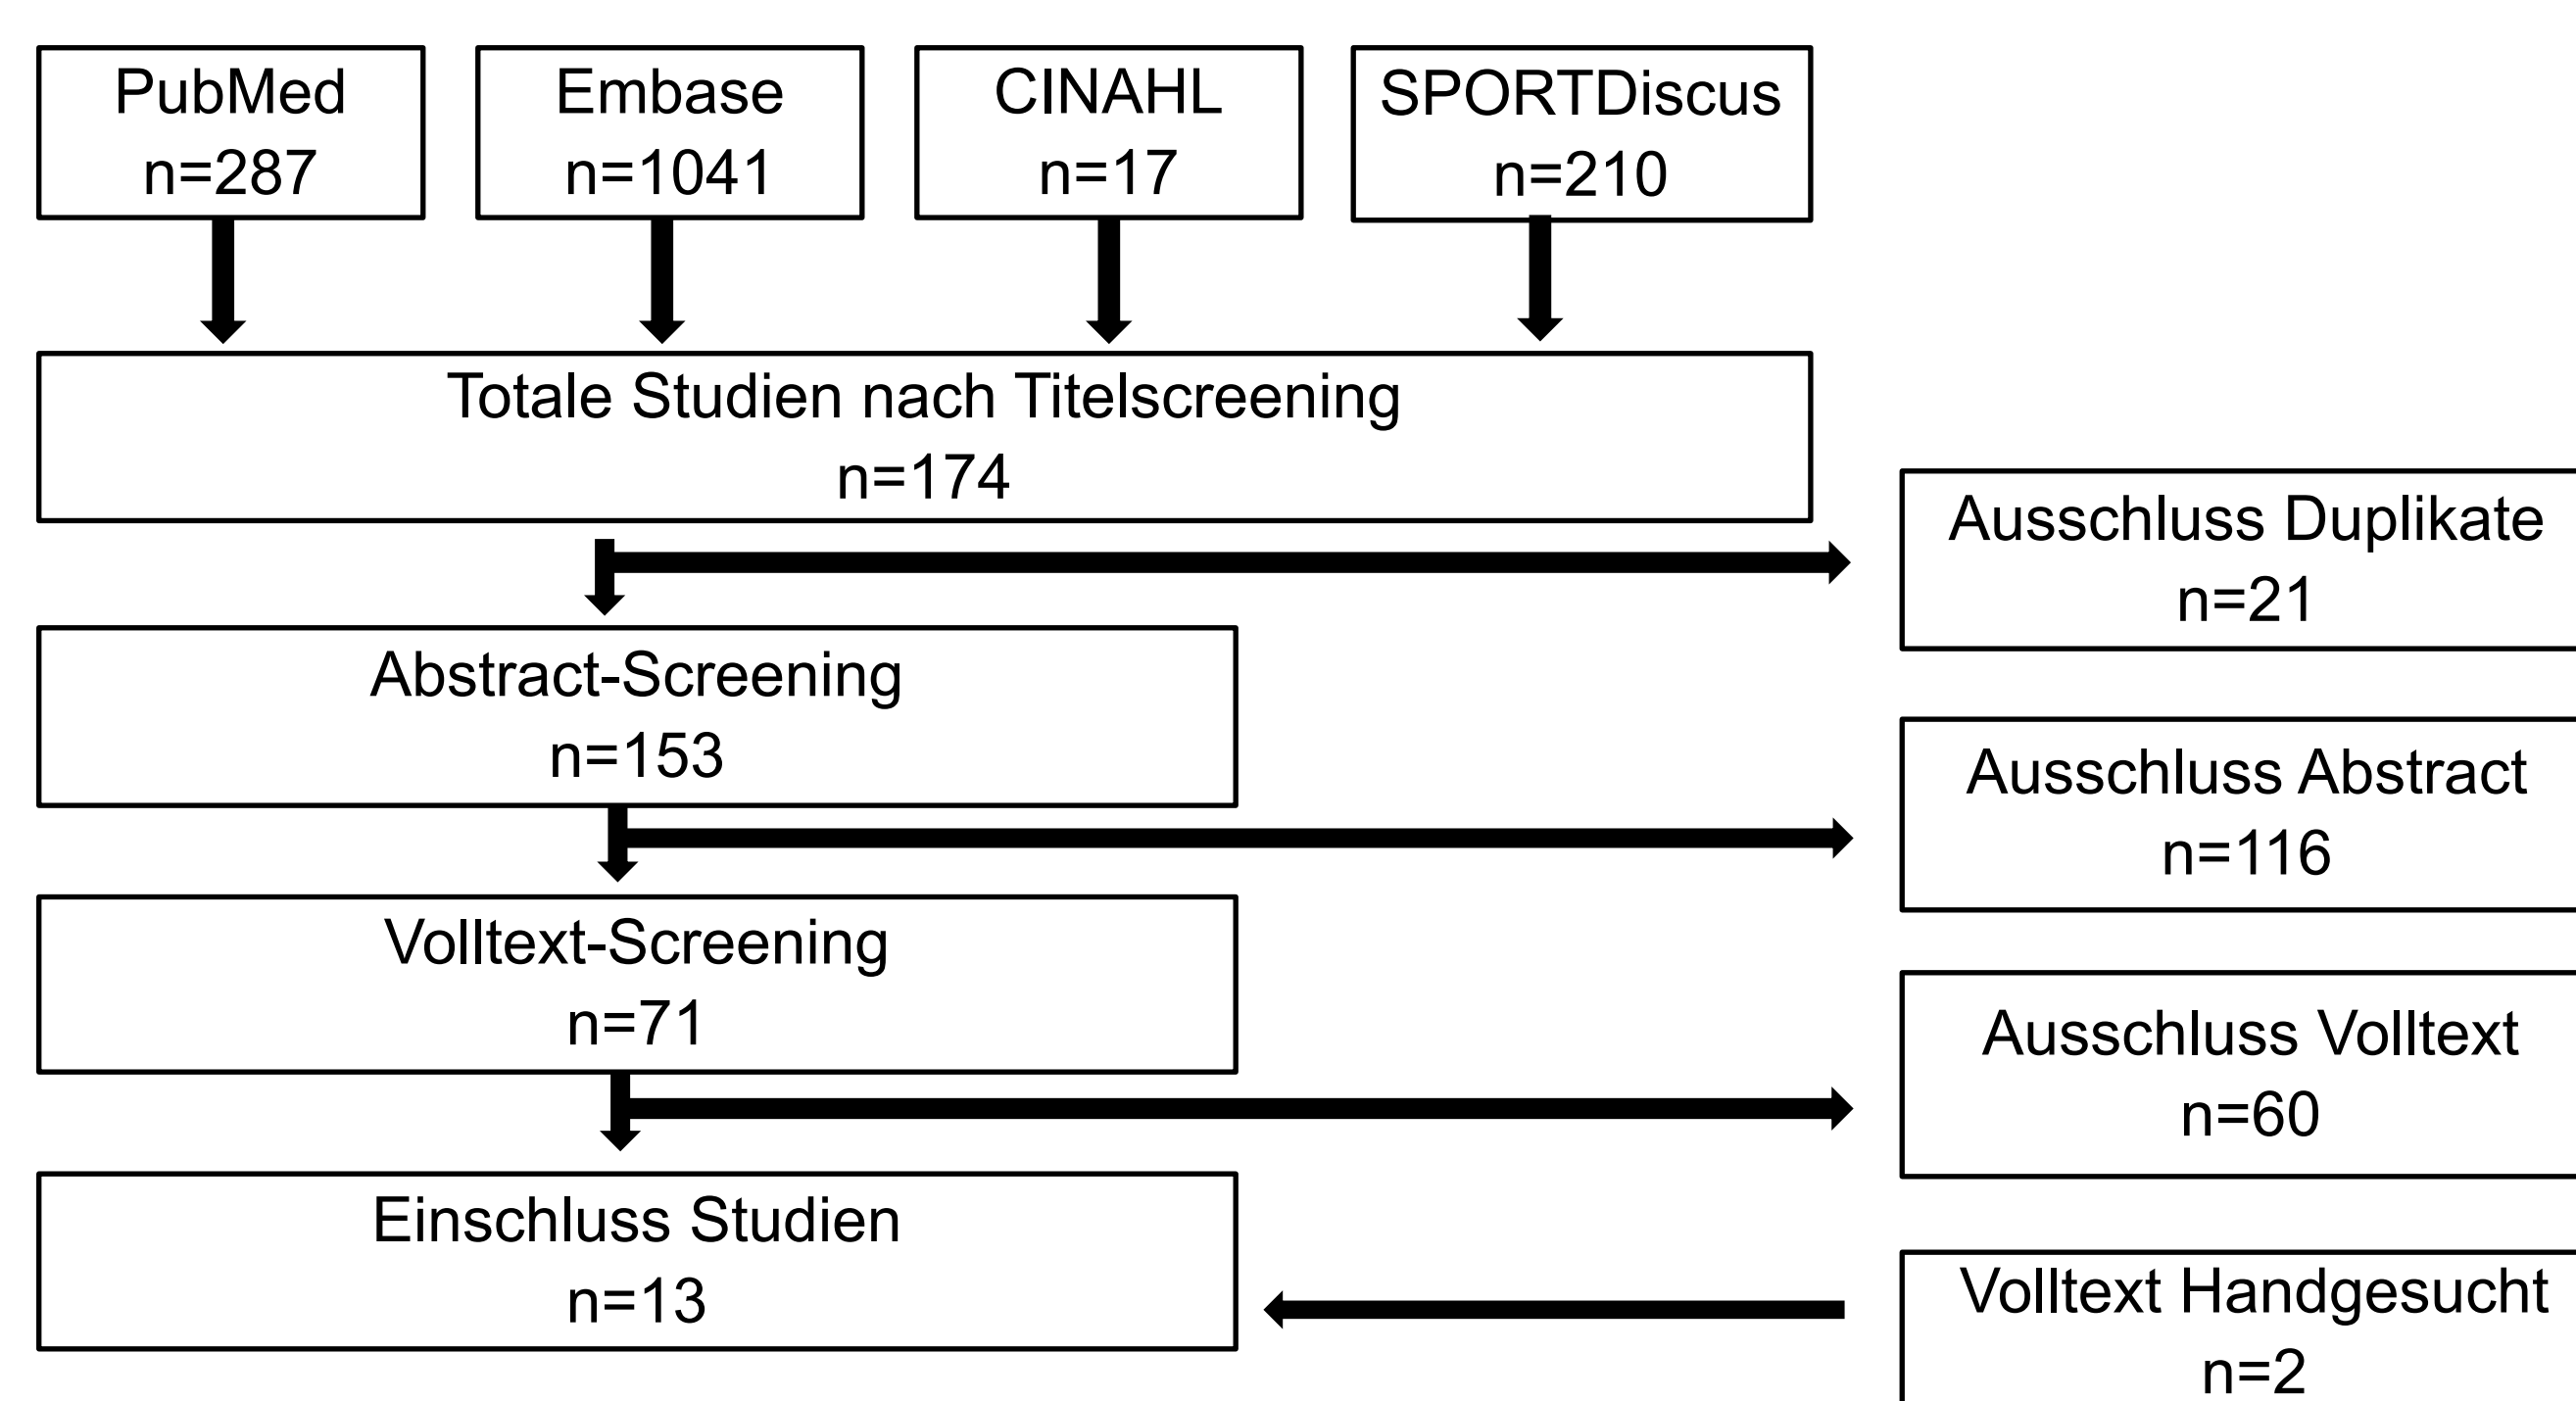 PubMed
n=287
Embase
n=1041
CINAHL
n=17
SPORTDiscus
n=210
Totale Studien nach Titelscreening
n=174
Ausschluss Duplikate
n=21
Abstract-Screening
n=153
Ausschluss Abstract
n=116
Volltext-Screening
n=71
Ausschluss Volltext
n=60
Einschluss Studien
n=13
Volltext Handgesucht
n=2